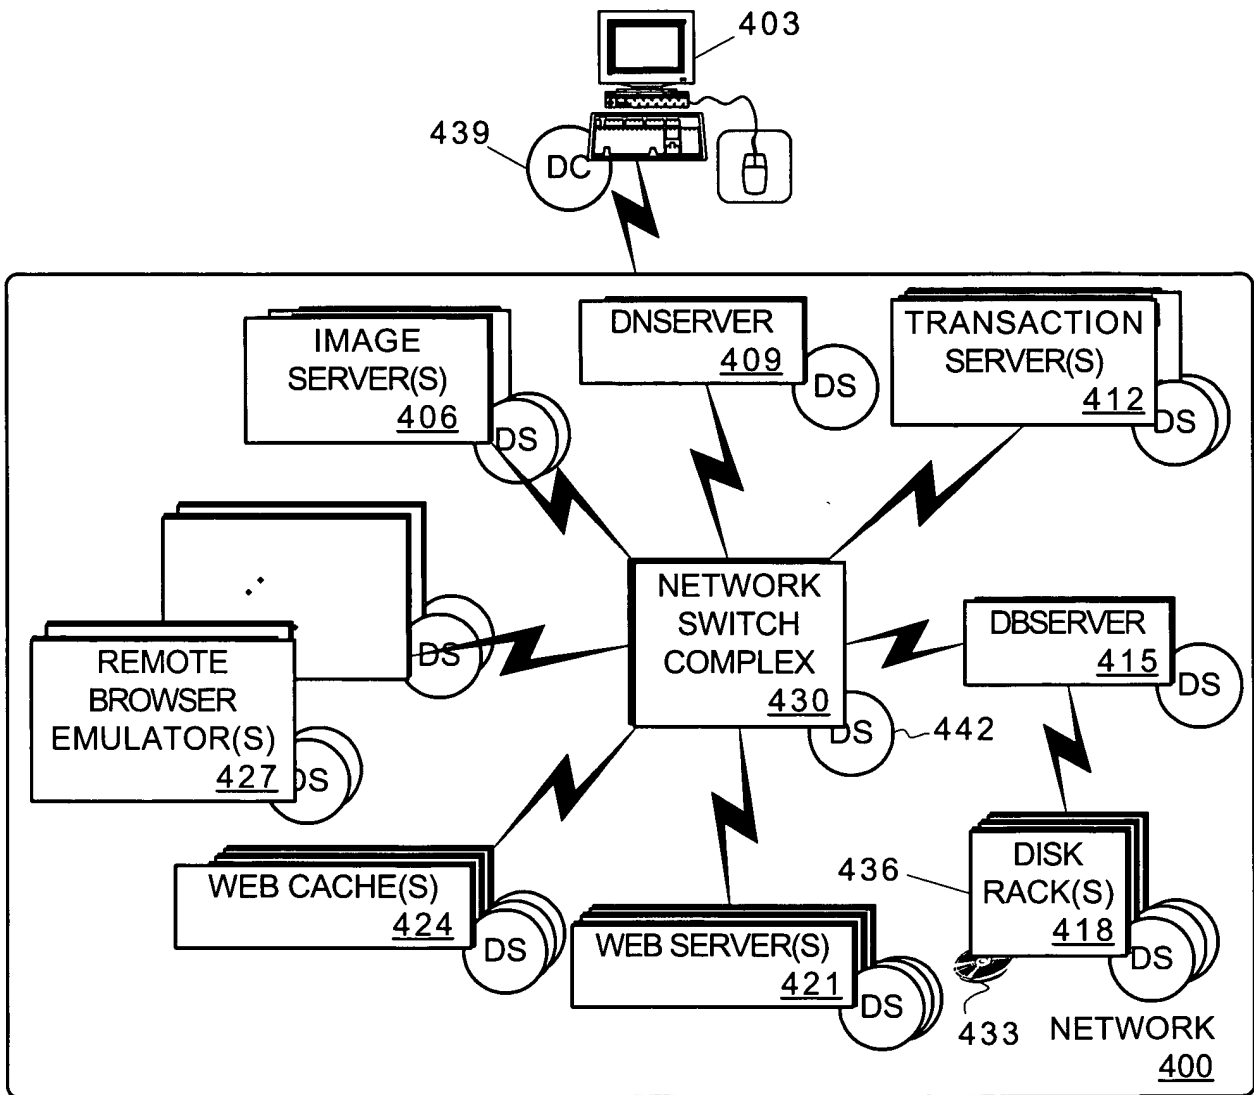 403
439
DC
IMAGE
SERVER(S)
406
DS
DNSERVER
409
DS
TRANSACTION
SERVER(S)
412
DS
NETWORK
SWITCH
COMPLEX
430
DS
442
DBSERVER
415
DS
DS
REMOTE
BROWSER
EMULATOR(S)
427
DS
WEB CACHE(S)
424
DS
WEB SERVER(S)
421
DS
436
DISK
RACK(S)
418
DS
433
NETWORK
400